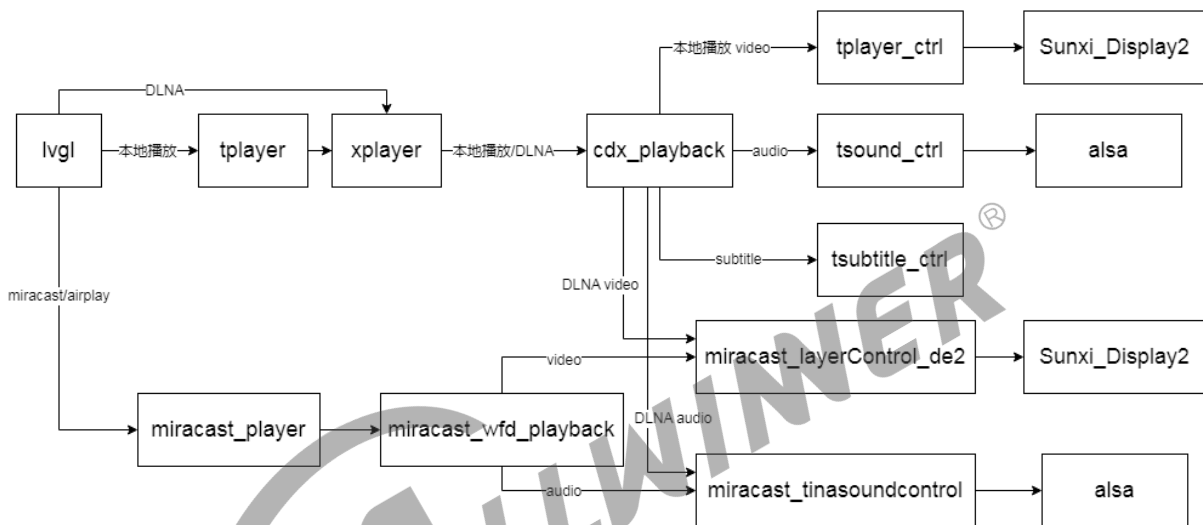 本地播放 video
tplayer_ctrl
Sunxi_Display2
DLNA
lvgl
本地播放
tplayer
xplayer
本地播放/DLNA
cdx_playback
audio
tsound_ctrl
alsa
subtitle
tsubtitle_ctrl
DLNA video
miracast/airplay
video
miracast_layerControl_de2
Sunxi_Display2
miracast_player
miracast_wfd_playback
DLNA audio
audio
miracast_tinasoundcontrol
alsa
ALLWINNER®